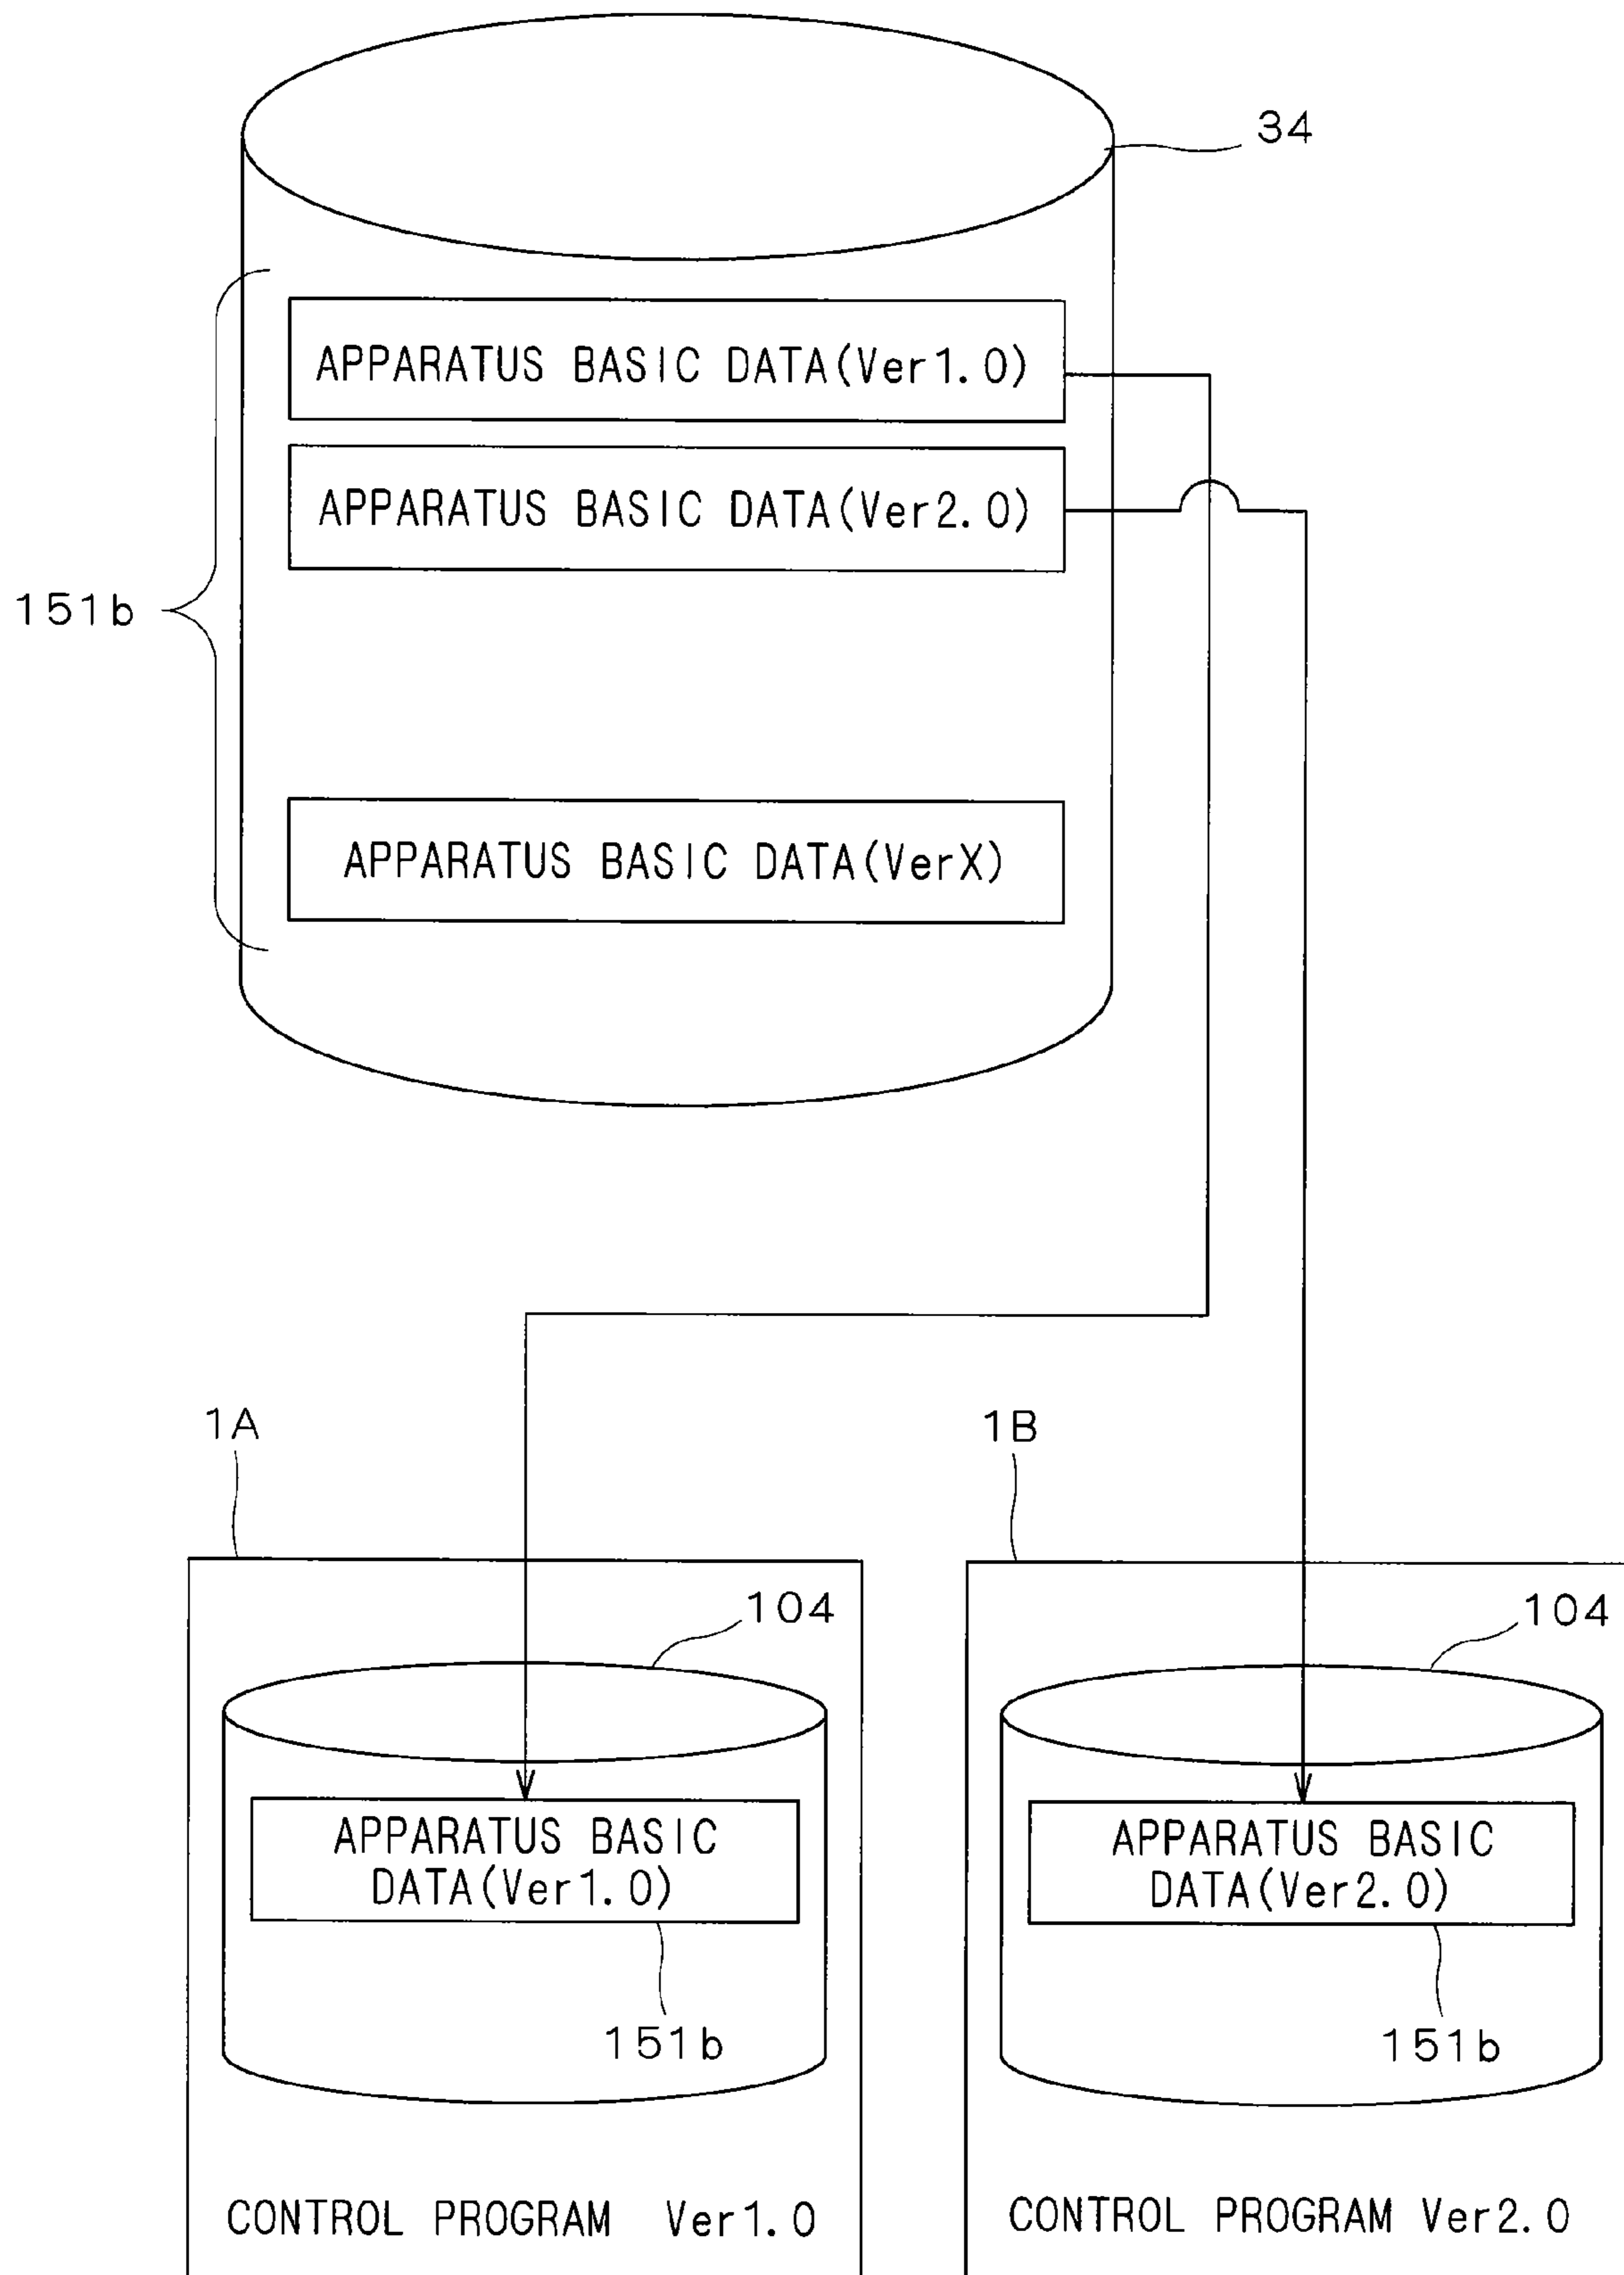 34
APPARATUS BASIC DATA(Ver1.0)
APPARATUS BASIC DATA(Ver2.0)
151b
APPARATUS BASIC DATA(VerX)
1A
1B
104
104
APPARATUS BASIC
DATA(Ver1.0)
APPARATUS BASIC
DATA(Ver2.0)
151b
151b
CONTROL PROGRAM Ver1.0
CONTROL PROGRAM Ver2.0